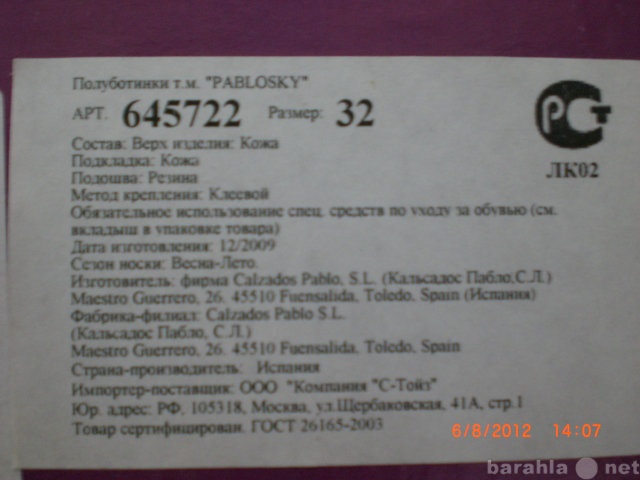 Полуботинки т.м. "PABLOSKY"
АРТ. 645722 Размер: 32
РСТ
ЛК02
Состав: Верх изделия: Кожа
Подкладка: Кожа
Подошва: Резина
Метод крепления: Клеевой
Обязательное использование спец. средств по уходу за обувью (см.
вкладыш в упаковке товара)
Дата изготовления: 12/2009
Сезон носки: Весна-Лето.
Изготовитель: фирма Calzados Pablo, S.L. (Кальсадос Пабло,С.Л.)
Maestro Guerrero, 26. 45510 Fuensalida, Toledo, Spain (Испания)
Фабрика-филиал: Calzados Pablo S.L.
(Кальсадос Пабло, С.Л.)
Maestro Guerrero, 26. 45510 Fuensalida, Toledo, Spain
Страна-производитель: Испания
Импортер-поставщик: ООО "Компания "С-Тойз"
Юр. адрес: РФ, 105318, Москва, ул.Щербаковская, 41А, стр.1
Товар сертифицирован. ГОСТ 26165-2003
6/8/2012 14:07
barahla net